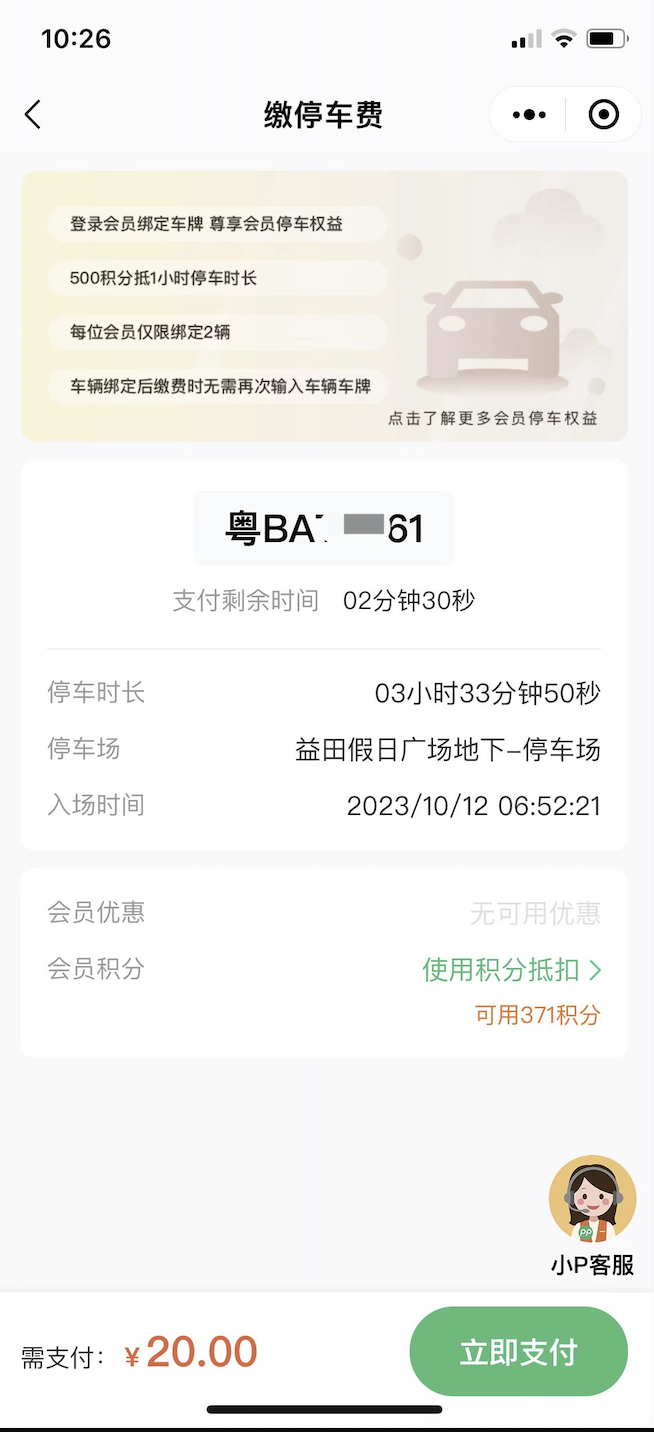 10:26
缴停车费
登录会员绑定车牌 尊享会员停车权益
500积分抵1小时停车时长
每位会员仅限绑定2辆
车辆绑定后缴费时无需再次输入车辆车牌
点击了解更多会员停车权益
粤BA 61
支付剩余时间 02分钟30秒
停车时长 03小时33分钟50秒
停车场 益田假日广场地下-停车场
入场时间 2023/10/12 06:52:21
会员优惠 无可用优惠
会员积分 使用积分抵扣 >
可用371积分
PP
小P客服
需支付: ¥20.00 立即支付